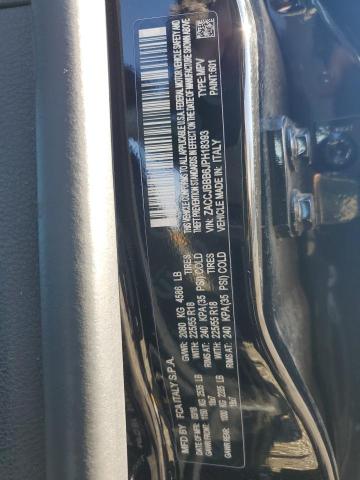 MFD BY FCA ITALY S.P.A.
GVWR: 2080 KG 4586 LB
TIRES
WITH: 225/55 R18
RIMS AT: 240 KPA (35 PSI) COLD
TIRES
WITH: 225/55 R18
RIMS AT: 240 KPA (35 PSI) COLD
THIS VEHICLE CONFORMS TO ALL APPLICABLE U.S.A. FEDERAL MOTOR VEHICLE SAFETY AND
THEFT PREVENTION STANDARDS IN EFFECT ON THE DATE OF MANUFACTURE SHOWN ABOVE
VIN: ZACCJBBB6JPH18393
TYPE: MPV
VEHICLE MADE IN: ITALY
PAINT: 601